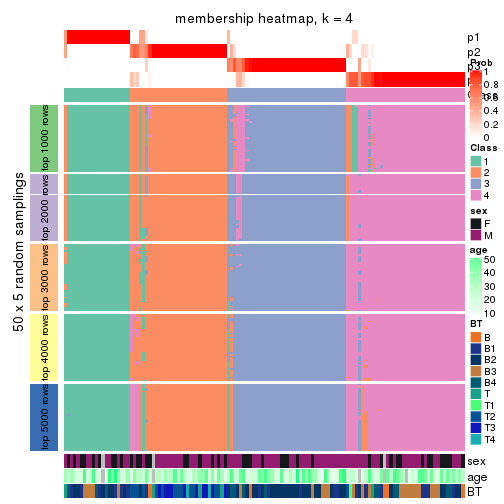 membership heatmap, k = 4
p1
p2
p3
Prob
1
0.8
0.6
0.4
0.2
0
Class
1
2
3
4
sex
F
M
age
50
40
30
20
10
BT
B
B1
B2
B3
B4
T
T1
T2
T3
T4
50 x 5 random samplings
top 1000 rows
top 2000 rows
top 3000 rows
top 4000 rows
top 5000 rows
sex
age
BT